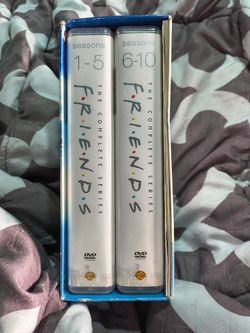 seasons
1-5
THE COMPLETE SERIES
F·R·I·E·N·D·S
DVD
seasons
6-10
THE COMPLETE SERIES
F·R·I·E·N·D·S
DVD